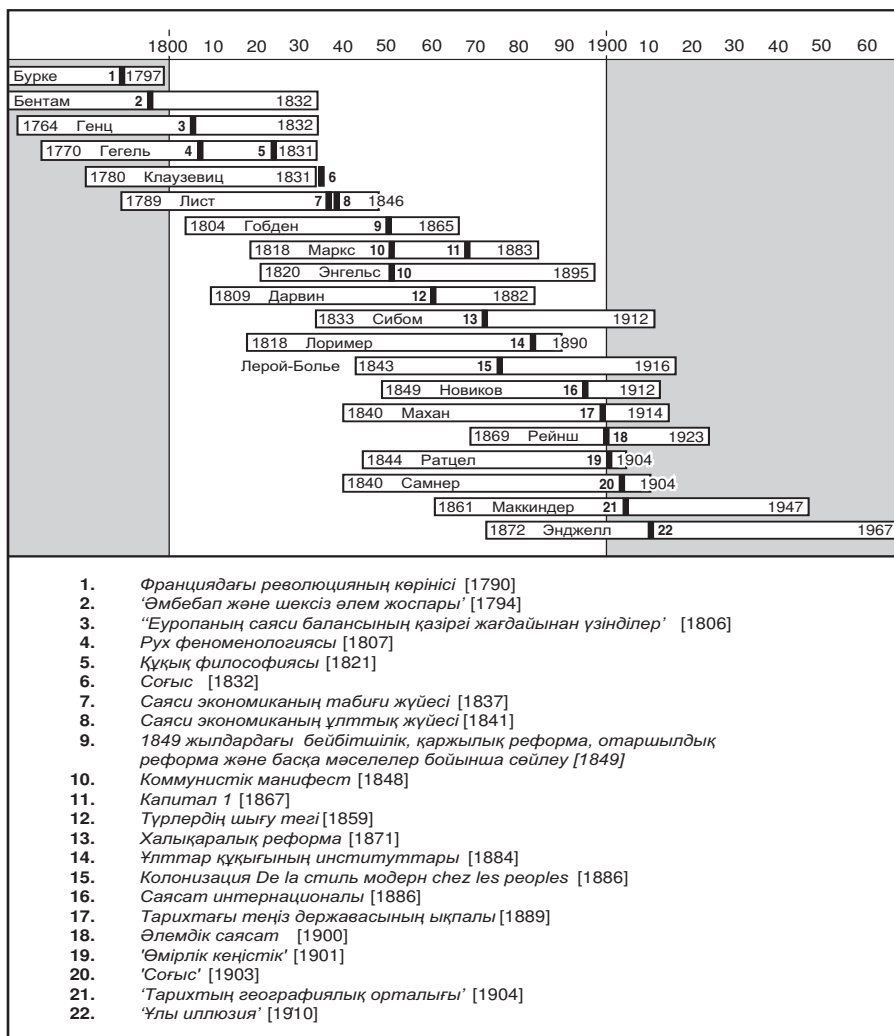 1800 10 20 30 40 50 60 70 80 90 1900 10 20 30 40 50 60
Бурке 1 1797
Бентам 2 1832
1764 Генц 3 1832
1770 Гегель 4 5 1831
1780 Клаузевиц 1831 6
1789 Лист 7 8 1846
1804 Гобден 9 1865
1818 Маркс 10 11 1883
1820 Энгельс 10 1895
1809 Дарвин 12 1882
1833 Сибом 13 1912
1818 Лоример 14 1890
Лерой-Болье 1843 15 1916
1849 Новиков 16 1912
1840 Махан 17 1914
1869 Рейнш 18 1923
1844 Ратцел 19 1904
1840 Самнер 20 1904
1861 Маккиндер 21 1947
1872 Энджелл 22 1967
1. Франциядағы революцияның көрінісі [1790]
2. ‘Әмбебап және шексіз әлем жоспары’ [1794]
3. “Еуропаның саяси балансының қазіргі жағдайынан үзінділер’ [1806]
4. Рух феноменологиясы [1807]
5. Құқық философиясы [1821]
6. Соғыс [1832]
7. Саяси экономиканың табиғи жүйесі [1837]
8. Саяси экономиканың ұлттық жүйесі [1841]
9. 1849 жылдардағы бейбітшілік, қаржылық реформа, отаршылдық
реформа және басқа мәселелер бойынша сөйлеу [1849]
10. Коммунистік манифест [1848]
11. Капитал 1 [1867]
12. Түрлердің шығу тегі [1859]
13. Халықаралық реформа [1871]
14. Ұлттар құқығының институттары [1884]
15. Колонизация De la стиль модерн chez les peoples [1886]
16. Саясат интернационалы [1886]
17. Тарихтағы теңіз державасының ықпалы [1889]
18. Әлемдік саясат [1900]
19. 'Өмірлік кеңістік' [1901]
20. 'Соғыс' [1903]
21. ‘Тарихтың географиялық орталығы’ [1904]
22. ‘Ұлы иллюзия’ [19'10]